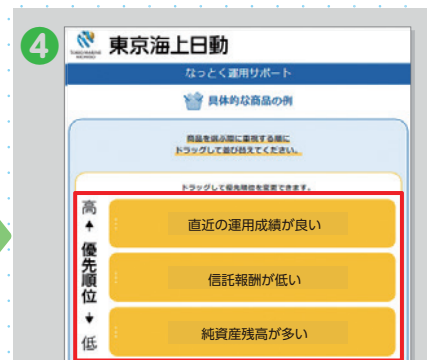 4
東京海上日動
なっとく運用サポート
具体的な商品の例
商品を選ぶ際に重視する順に
ドラッグして並び替えてください。
ドラッグして優先順位を変更できます。
高
優先順位
低
直近の運用成績が良い
信託報酬が低い
純資産残高が多い